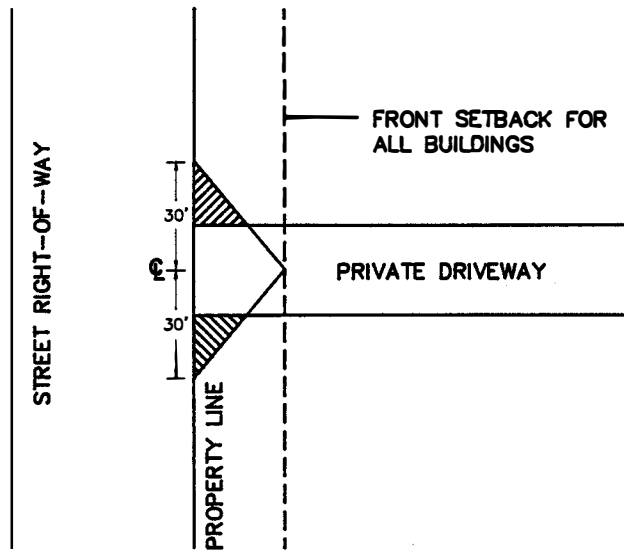 FRONT SETBACK FOR
ALL BUILDINGS
STREET RIGHT-OF-WAY
30'
℄
PRIVATE DRIVEWAY
30'
PROPERTY LINE